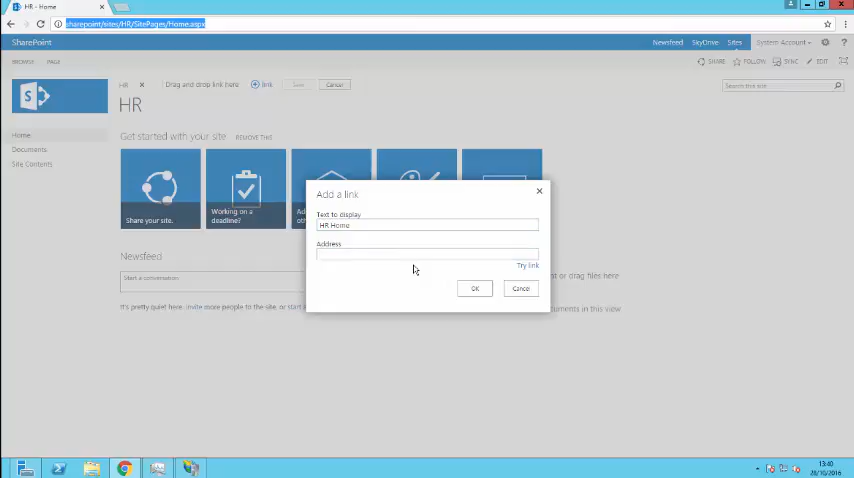 HR - Home
sharepoint/sites/HR/SitePages/Home.aspx
SharePoint
Newsfeed SkyDrive Sites System Account
BROWSE PAGE
SHARE FOLLOW SYNC EDIT
HR Drag and drop link here link Save Cancel
Search this site
HR
Home
Documents
Site Contents
Get started with your site REMOVE THIS
Share your site.
Working on a
deadline?
Add a link
Text to display
HR Home
Address
Try link
OK Cancel
Newsfeed
Start a conversation
or drag files here
It's pretty quiet here. Invite more people to the site, or start a
documents in this view
13:40
28/10/2016